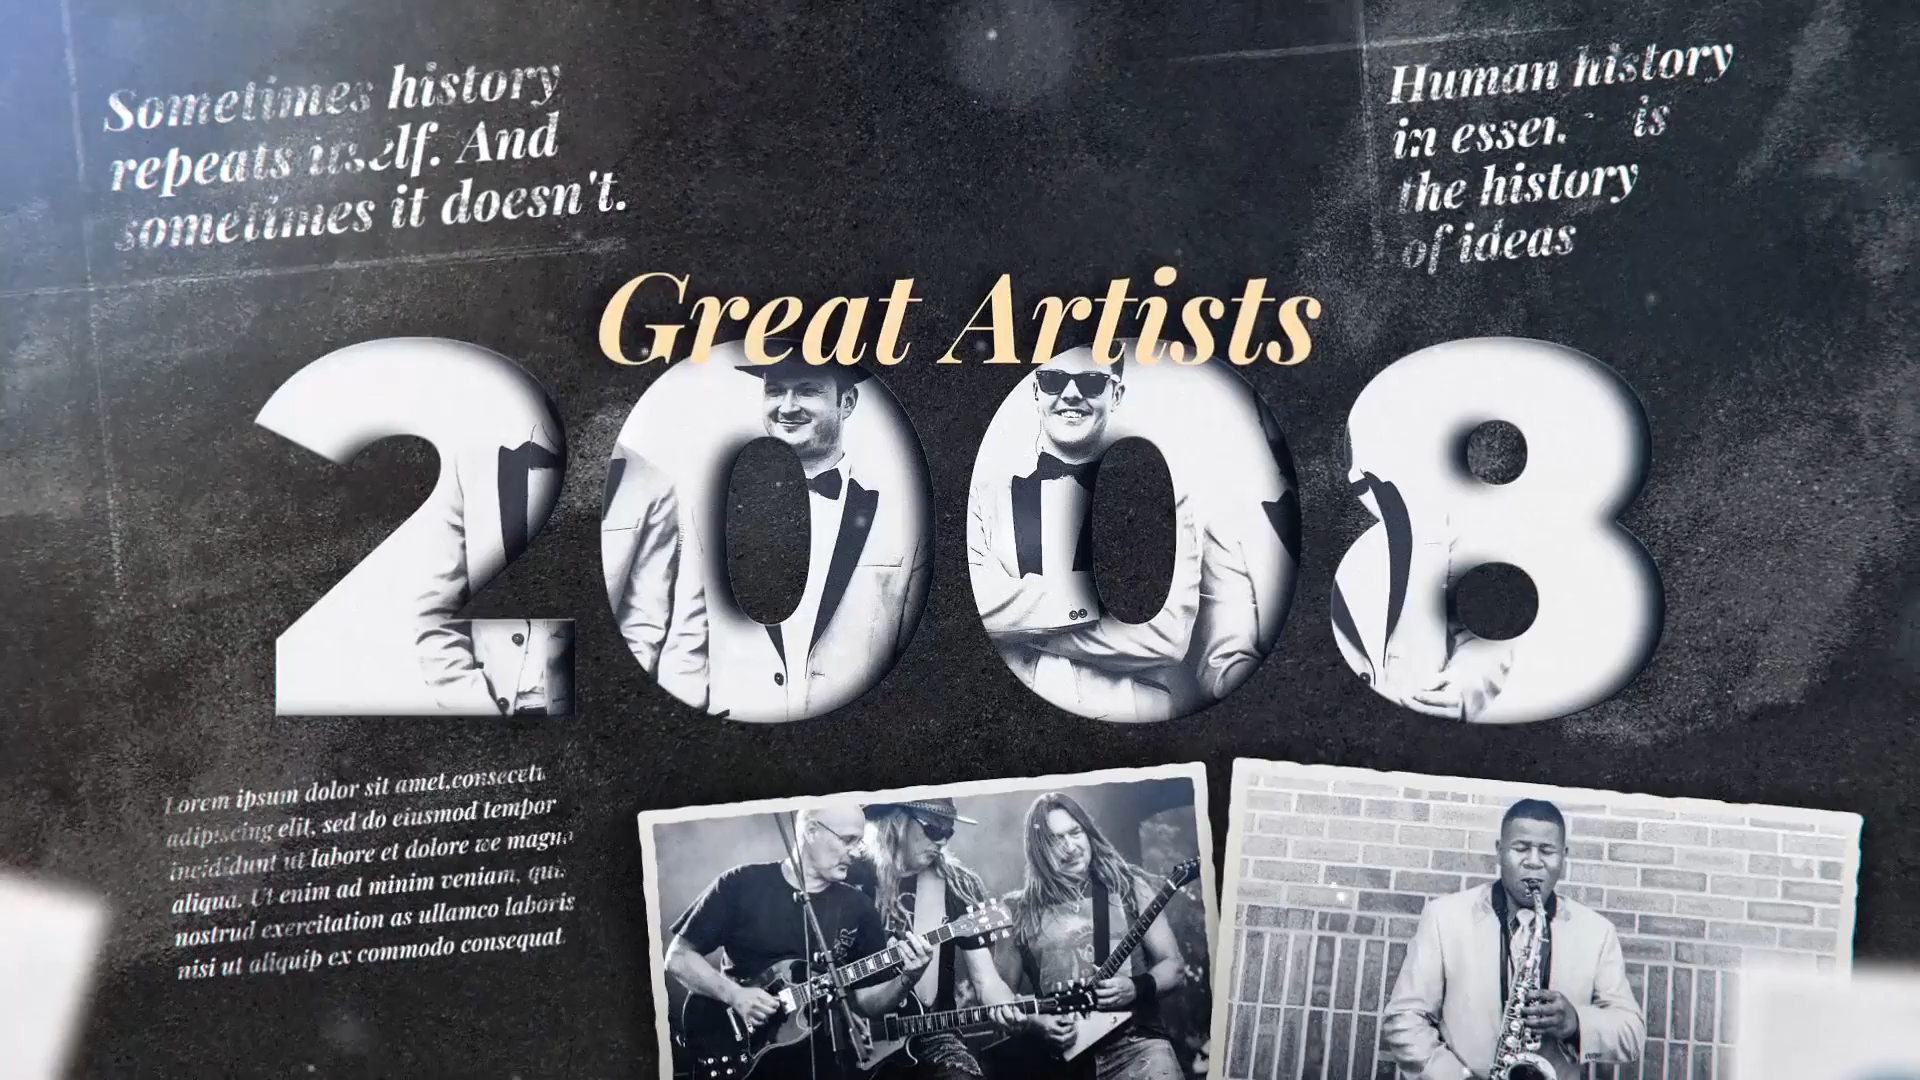 Sometimes history
repeats itself. And
sometimes it doesn't.
Human history
in essen is
the history
of ideas
Great Artists
2008
Lorem ipsum dolor sit amet,consecetu
adipiscing elit, sed do eiusmod tempor
incididunt ut labore et dolore we magna
aliqua. Ut enim ad minim veniam, quis
nostrud exercitation as ullamco laboris
nisi ut aliquip ex commodo consequat